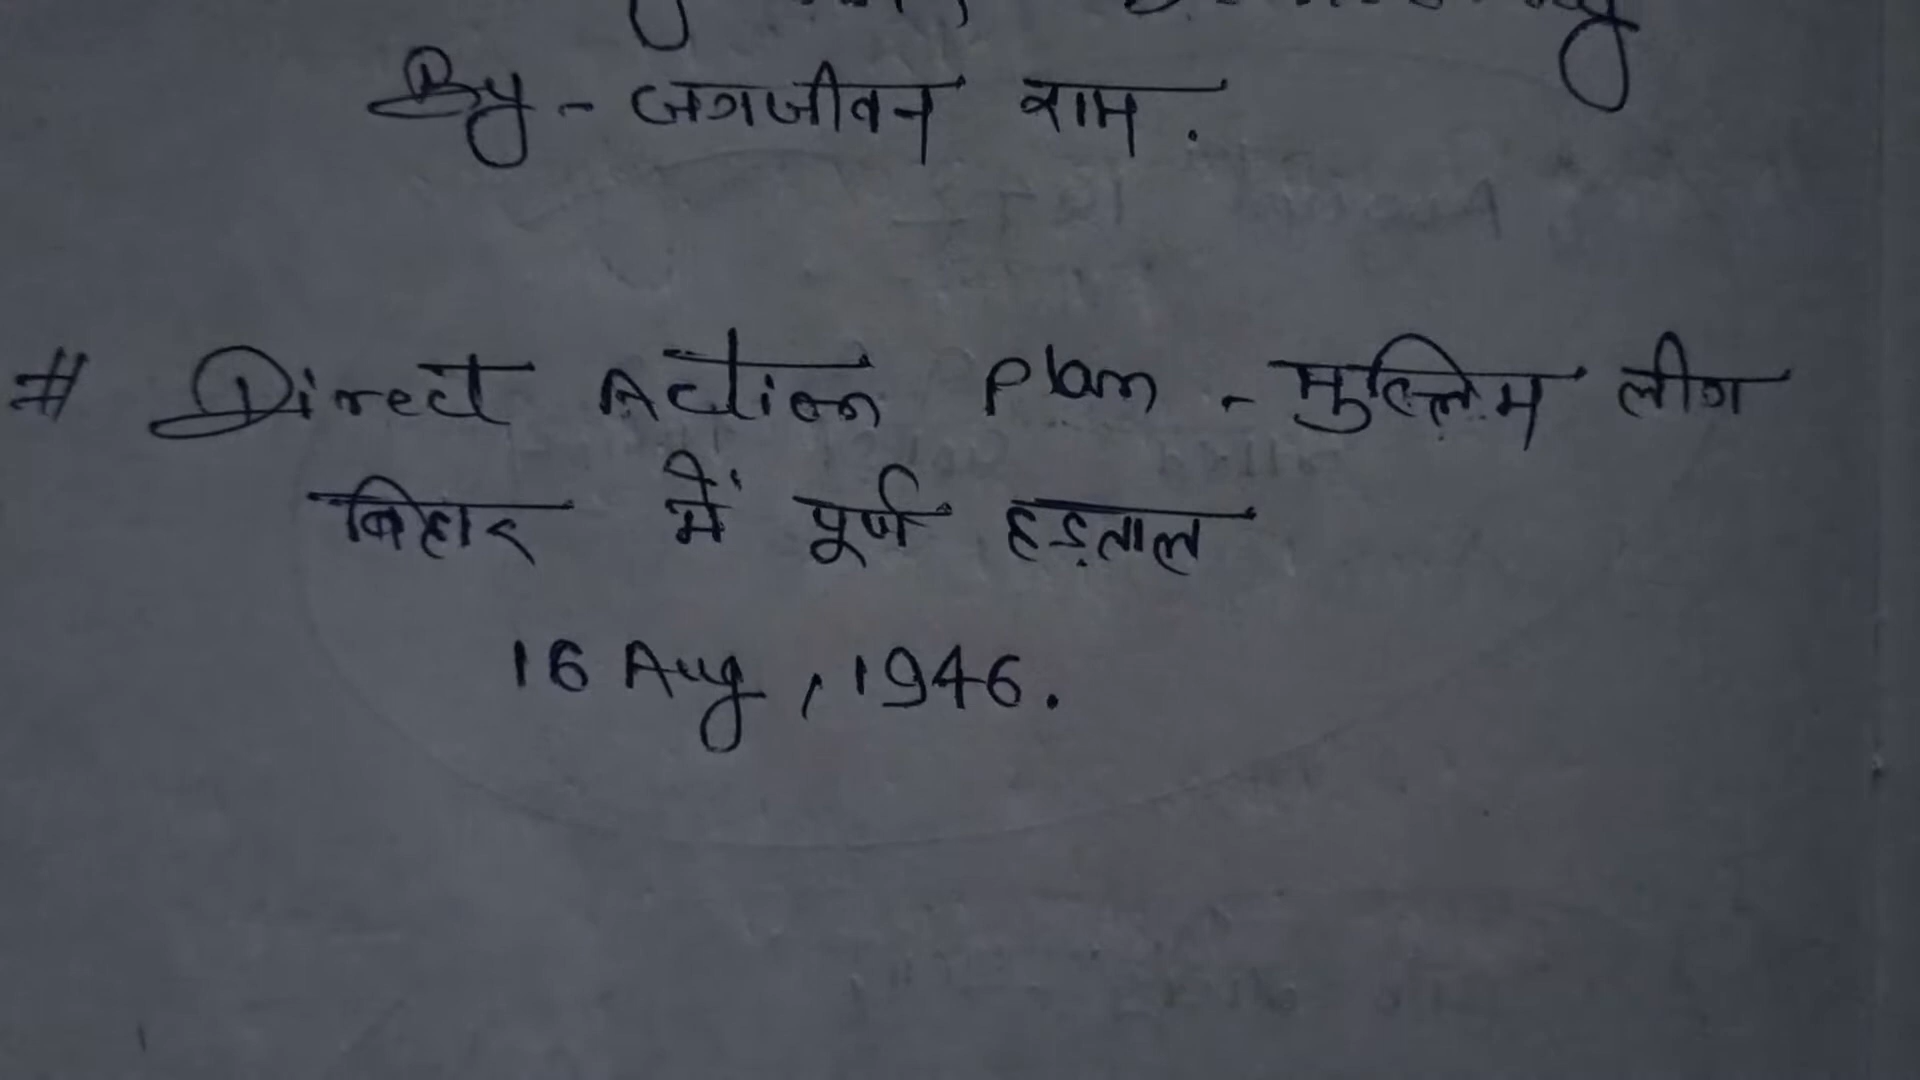 By - जगजीवन राम.
# Direct Action Plan - मुस्लिम लीग
बिहार में पूर्ण हड़ताल
16 Aug, 1946.